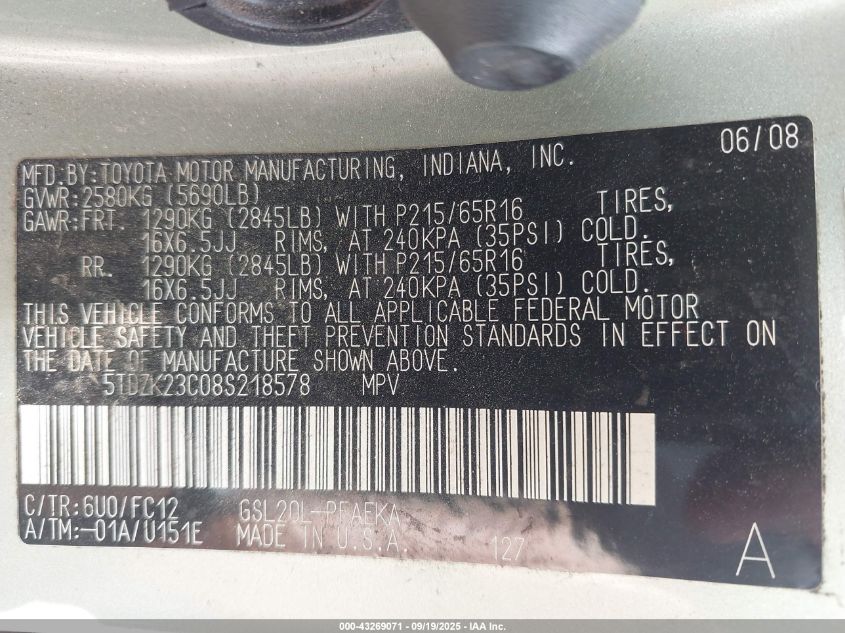 06/08
MFD.BY:TOYOTA MOTOR MANUFACTURING, INDIANA, INC.
GVWR:2580KG (5690LB)
GAWR:FRT. 1290KG (2845LB) WITH P215/65R16 TIRES,
16X6.5JJ RIMS, AT 240KPA (35PSI) COLD.
RR. 1290KG (2845LB) WITH P215/65R16 TIRES,
16X6.5JJ RIMS, AT 240KPA (35PSI) COLD.
THIS VEHICLE CONFORMS TO ALL APPLICABLE FEDERAL MOTOR
VEHICLE SAFETY AND THEFT PREVENTION STANDARDS IN EFFECT ON
THE DATE OF MANUFACTURE SHOWN ABOVE.
5TDZK23C08S218578 MPV
C/TR:6U0/FC12 GSL20L-PFAEKA
A/TM:-01A/U151E MADE IN U.S.A. 127
A
000-43269071 - 09/19/2025 - IAA Inc.